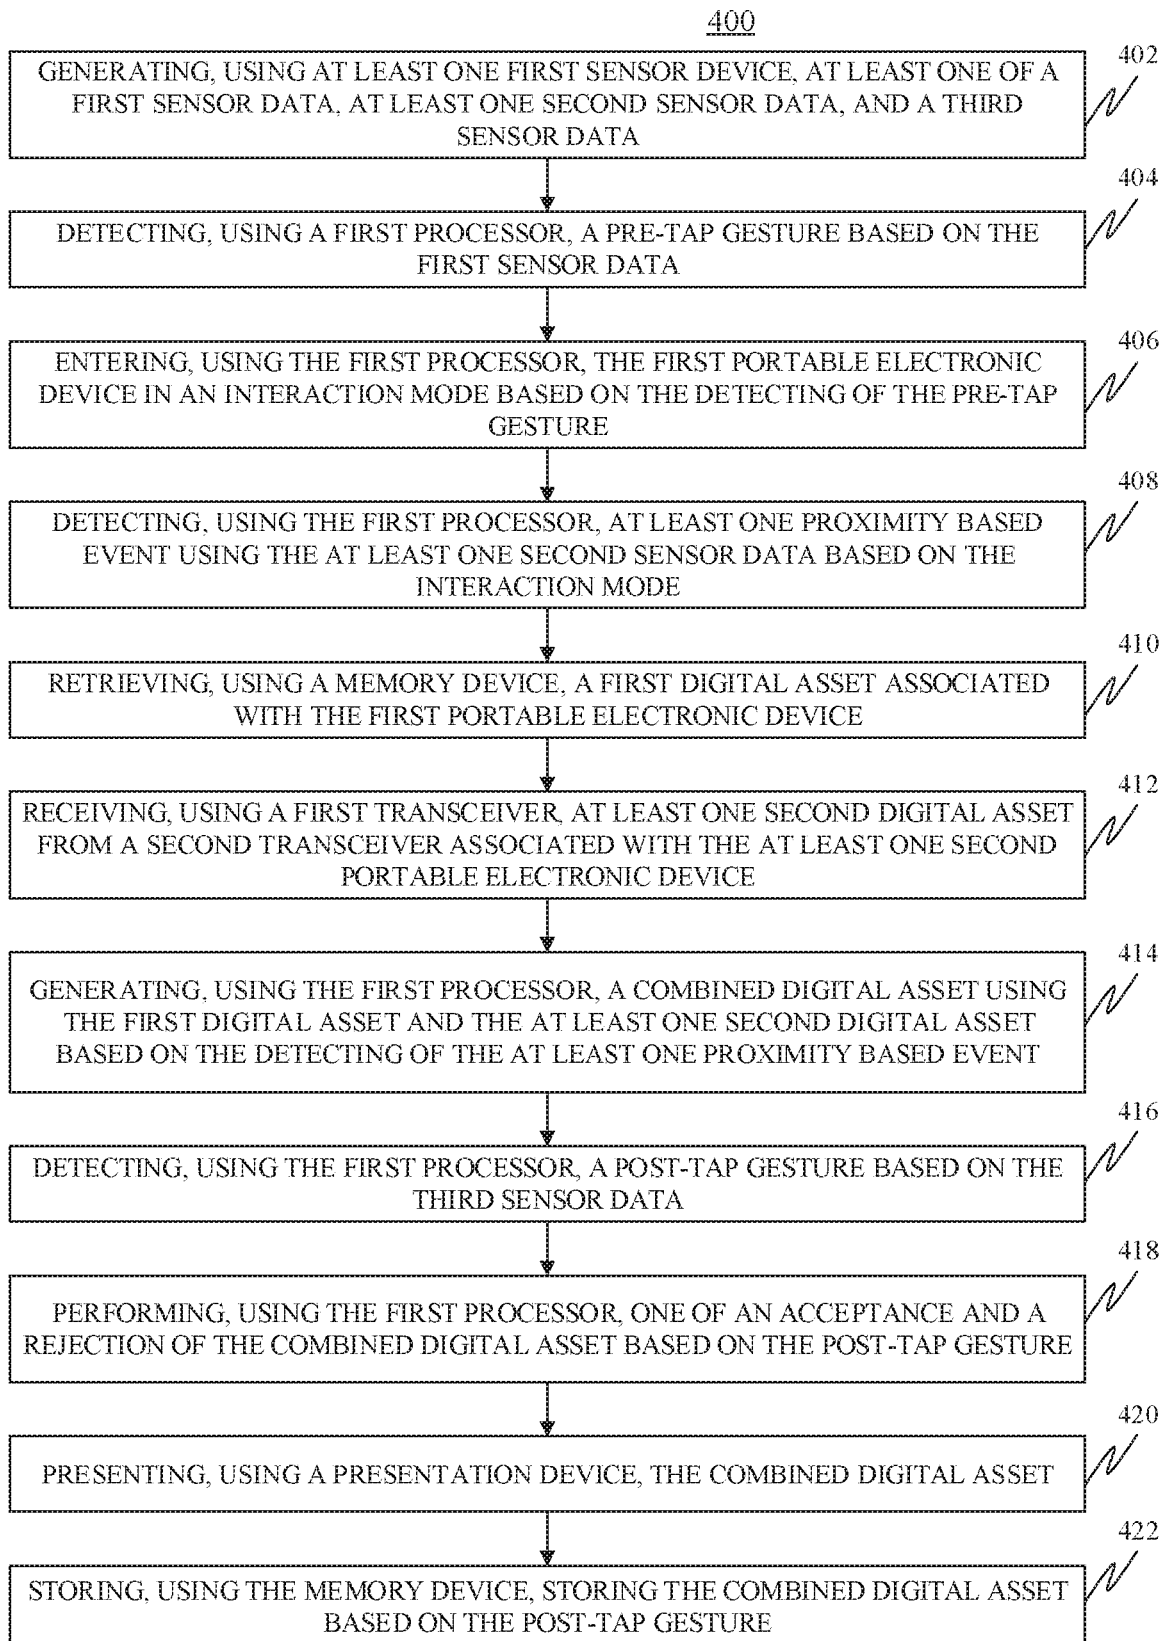 400
402
GENERATING, USING AT LEAST ONE FIRST SENSOR DEVICE, AT LEAST ONE OF A
FIRST SENSOR DATA, AT LEAST ONE SECOND SENSOR DATA, AND A THIRD
SENSOR DATA
404
DETECTING, USING A FIRST PROCESSOR, A PRE-TAP GESTURE BASED ON THE
FIRST SENSOR DATA
406
ENTERING, USING THE FIRST PROCESSOR, THE FIRST PORTABLE ELECTRONIC
DEVICE IN AN INTERACTION MODE BASED ON THE DETECTING OF THE PRE-TAP
GESTURE
408
DETECTING, USING THE FIRST PROCESSOR, AT LEAST ONE PROXIMITY BASED
EVENT USING THE AT LEAST ONE SECOND SENSOR DATA BASED ON THE
INTERACTION MODE
410
RETRIEVING, USING A MEMORY DEVICE, A FIRST DIGITAL ASSET ASSOCIATED
WITH THE FIRST PORTABLE ELECTRONIC DEVICE
412
RECEIVING, USING A FIRST TRANSCEIVER, AT LEAST ONE SECOND DIGITAL ASSET
FROM A SECOND TRANSCEIVER ASSOCIATED WITH THE AT LEAST ONE SECOND
PORTABLE ELECTRONIC DEVICE
414
GENERATING, USING THE FIRST PROCESSOR, A COMBINED DIGITAL ASSET USING
THE FIRST DIGITAL ASSET AND THE AT LEAST ONE SECOND DIGITAL ASSET
BASED ON THE DETECTING OF THE AT LEAST ONE PROXIMITY BASED EVENT
416
DETECTING, USING THE FIRST PROCESSOR, A POST-TAP GESTURE BASED ON THE
THIRD SENSOR DATA
418
PERFORMING, USING THE FIRST PROCESSOR, ONE OF AN ACCEPTANCE AND A
REJECTION OF THE COMBINED DIGITAL ASSET BASED ON THE POST-TAP GESTURE
420
PRESENTING, USING A PRESENTATION DEVICE, THE COMBINED DIGITAL ASSET
422
STORING, USING THE MEMORY DEVICE, STORING THE COMBINED DIGITAL ASSET
BASED ON THE POST-TAP GESTURE